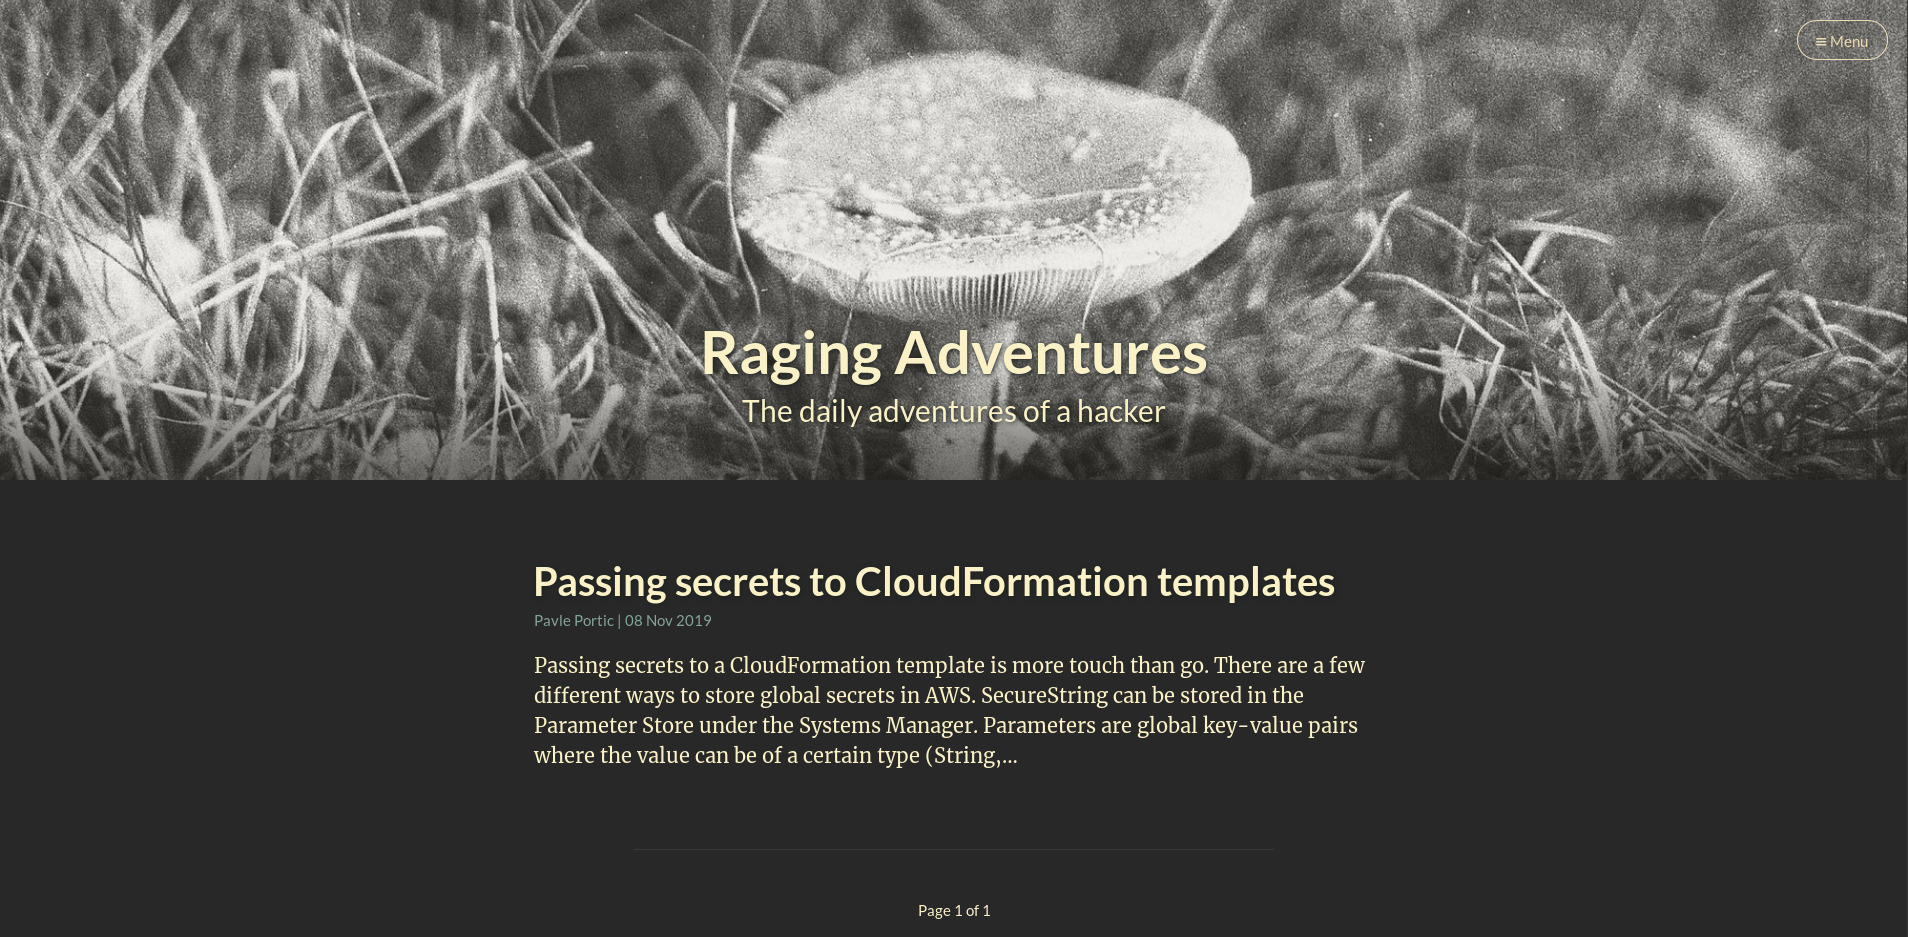 Menu
Raging Adventures
The daily adventures of a hacker
Passing secrets to CloudFormation templates
Pavle Portic | 08 Nov 2019
Passing secrets to a CloudFormation template is more touch than go. There are a few
different ways to store global secrets in AWS. SecureString can be stored in the
Parameter Store under the Systems Manager. Parameters are global key-value pairs
where the value can be of a certain type (String,...
Page 1 of 1